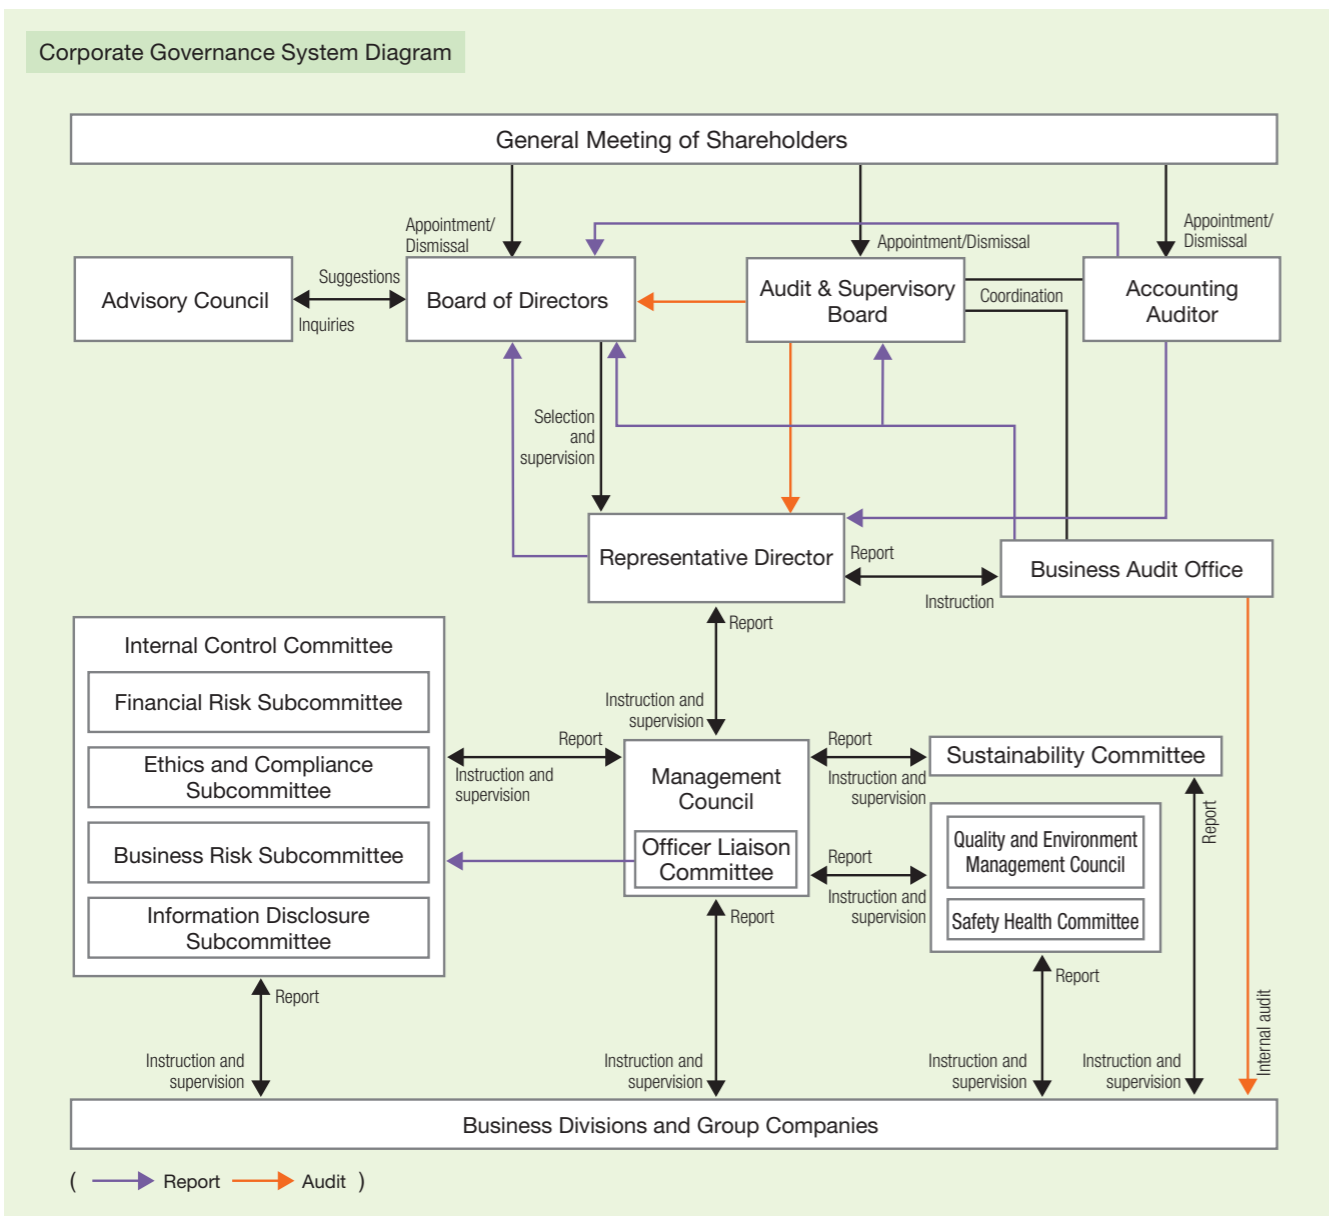 Corporate Governance System Diagram
General Meeting of Shareholders
Appointment/
Dismissal
Appointment/Dismissal
Appointment/
Dismissal
Advisory Council
Suggestions
Inquiries
Board of Directors
Audit & Supervisory
Board
Coordination
Accounting
Auditor
Selection
and
supervision
Representative Director
Report
Instruction
Business Audit Office
Report
Instruction and
supervision
Internal Control Committee
Financial Risk Subcommittee
Ethics and Compliance
Subcommittee
Business Risk Subcommittee
Information Disclosure
Subcommittee
Report
Instruction and
supervision
Management
Council
Officer Liaison
Committee
Report
Instruction and
supervision
Sustainability Committee
Report
Instruction and
supervision
Quality and Environment
Management Council
Safety Health Committee
Report
Instruction and
supervision
Report
Instruction and
supervision
Report
Instruction and
supervision
Report
Instruction and
supervision
Internal audit
Business Divisions and Group Companies
( Report Audit )